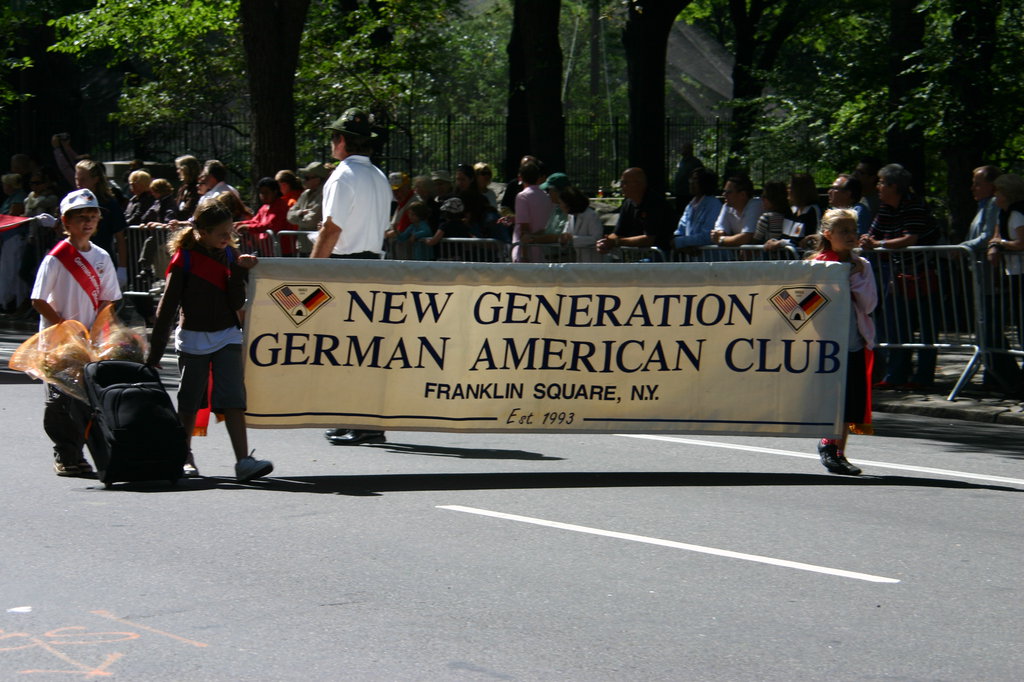 NEW GENERATION
GERMAN AMERICAN CLUB
FRANKLIN SQUARE, N.Y.
Est 1993